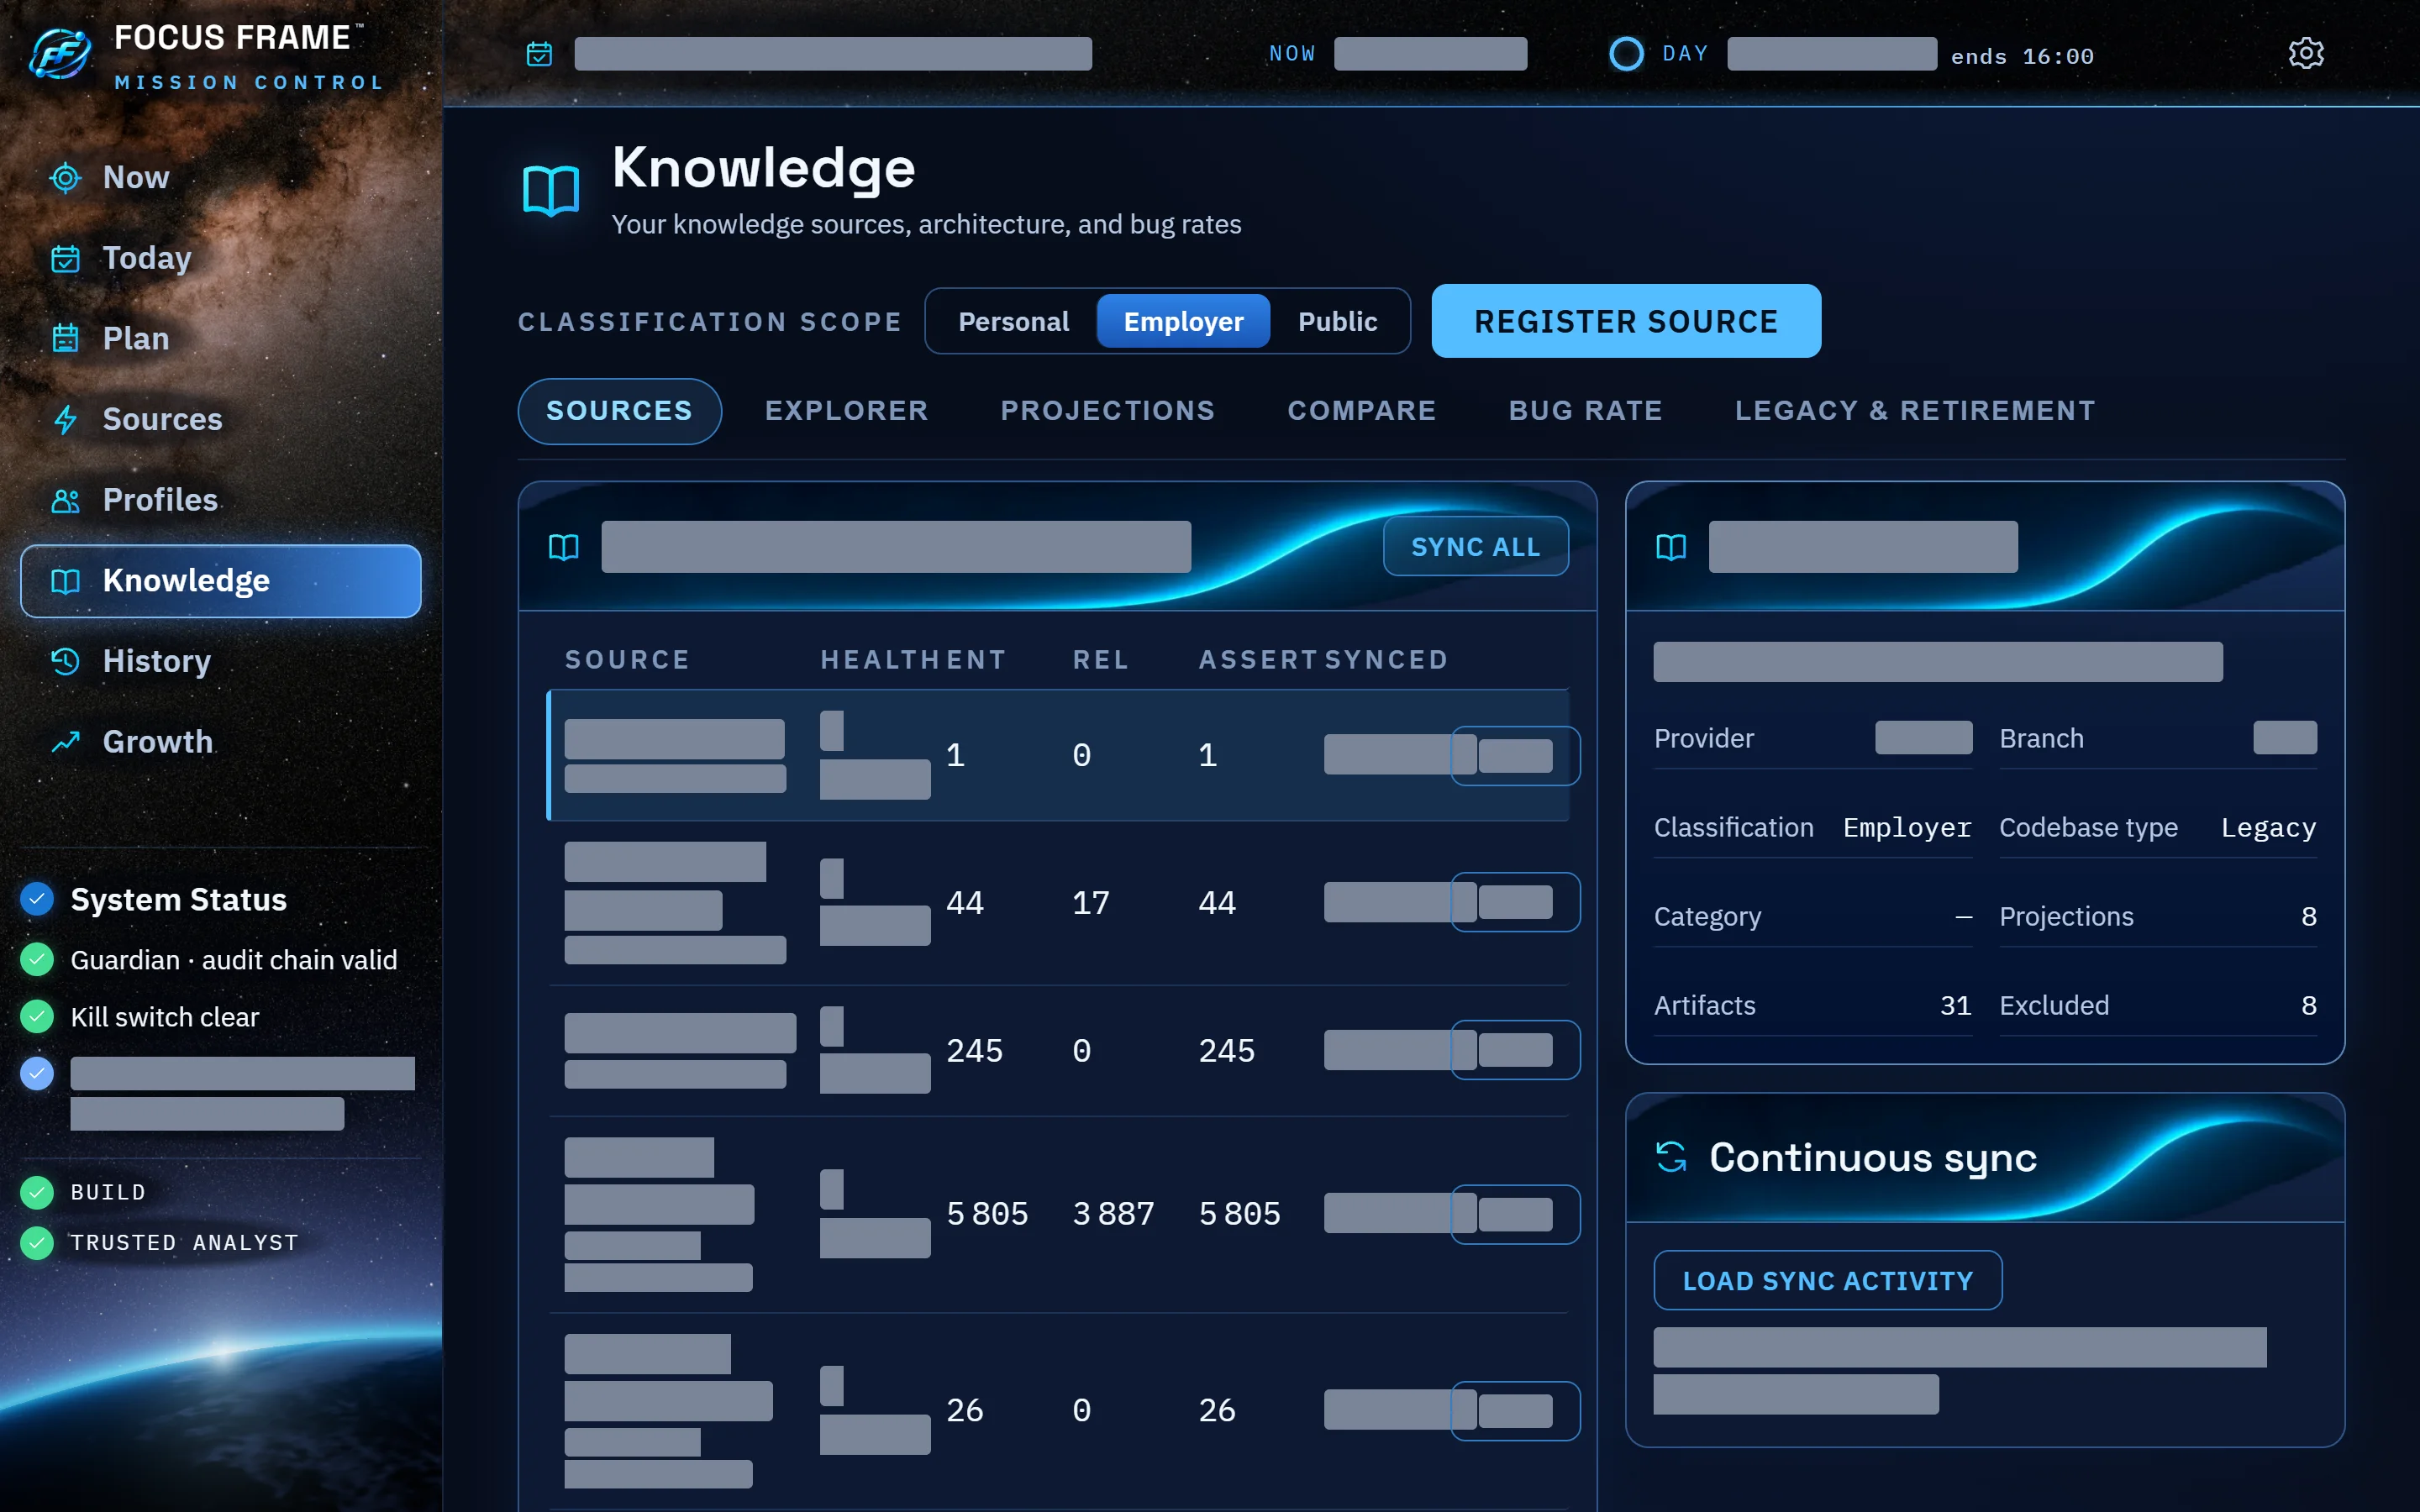 FOCUS FRAME™
MISSION CONTROL
Now
Today
Plan
Sources
Profiles
Knowledge
History
Growth
System Status
Guardian · audit chain valid
Kill switch clear
BUILD
TRUSTED ANALYST
NOW
DAY ends 16:00
Knowledge
Your knowledge sources, architecture, and bug rates
CLASSIFICATION SCOPE Personal Employer Public REGISTER SOURCE
SOURCES EXPLORER PROJECTIONS COMPARE BUG RATE LEGACY & RETIREMENT
SYNC ALL
SOURCE HEALTH ENT REL ASSERT SYNCED
1 0 1
44 17 44
245 0 245
5 805 3 887 5 805
26 0 26
Provider Branch
Classification Employer Codebase type Legacy
Category — Projections 8
Artifacts 31 Excluded 8
Continuous sync
LOAD SYNC ACTIVITY